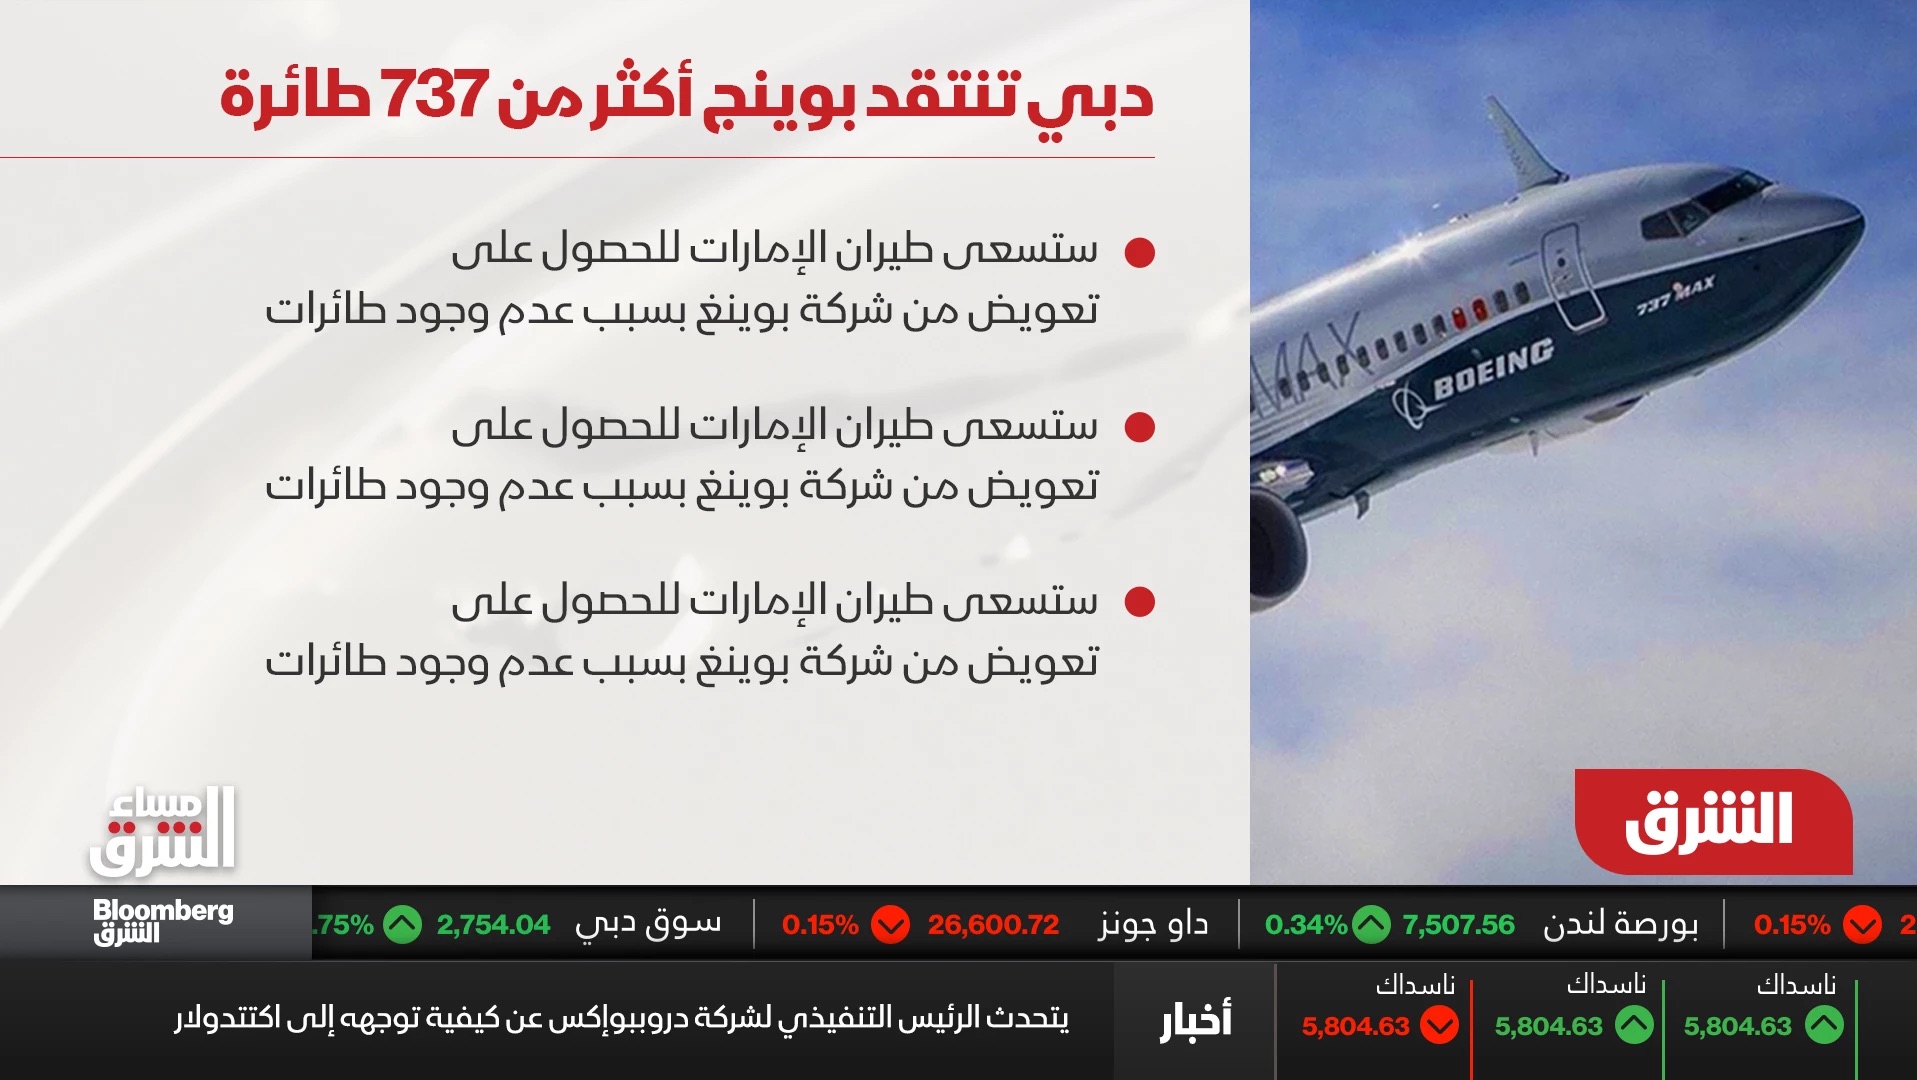 دبي تنتقد بوينج أكثر من 737 طائرة
ستسعى طيران الإمارات للحصول على
تعويض من شركة بوينغ بسبب عدم وجود طائرات
ستسعى طيران الإمارات للحصول على
تعويض من شركة بوينغ بسبب عدم وجود طائرات
ستسعى طيران الإمارات للحصول على
تعويض من شركة بوينغ بسبب عدم وجود طائرات
737 MAX
BOEING
MAX
الشرق
مساء
الشرق
0.15% بورصة لندن 7,507.56 0.34% داو جونز 26,600.72 0.15% سوق دبي 2,754.04 .75%
Bloomberg
الشرق
ناسداك ناسداك ناسداك
5,804.63 5,804.63 5,804.63
أخبار
يتحدث الرئيس التنفيذي لشركة دروببوإكس عن كيفية توجهه إلى اكتتدولار